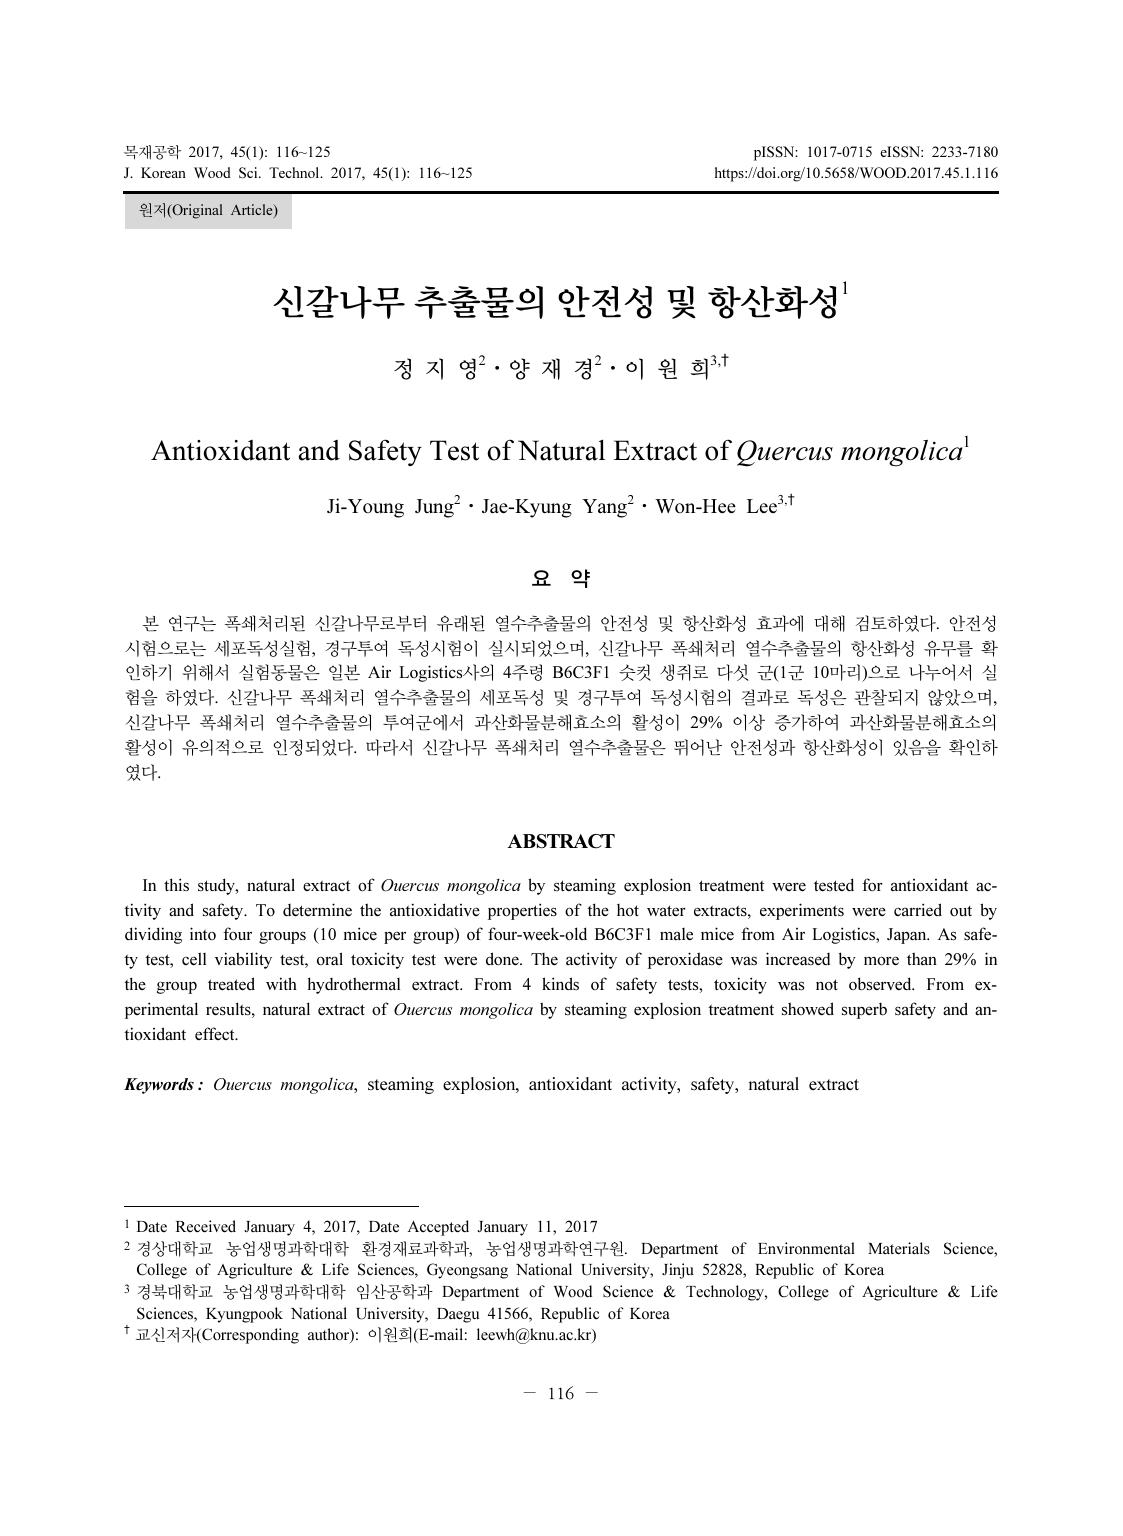 목재공학 2017, 45(1): 116~125
pISSN: 1017-0715 eISSN: 2233-7180
J. Korean Wood Sci. Technol. 2017, 45(1): 116~125
https://doi.org/10.5658/WOOD.2017.45.1.116
원저(Original Article)
신갈나무 추출물의 안전성 및 항산화성1
정 지 영2・양 재 경2・이 원 희3,†
Antioxidant and Safety Test of Natural Extract of Quercus mongolica1
Ji-Young Jung2・Jae-Kyung Yang2・Won-Hee Lee3,†
요 약
본 연구는 폭쇄처리된 신갈나무로부터 유래된 열수추출물의 안전성 및 항산화성 효과에 대해 검토하였다. 안전성
시험으로는 세포독성실험, 경구투여 독성시험이 실시되었으며, 신갈나무 폭쇄처리 열수추출물의 항산화성 유무를 확
인하기 위해서 실험동물은 일본 Air Logistics사의 4주령 B6C3F1 숫컷 생쥐로 다섯 군(1군 10마리)으로 나누어서 실
험을 하였다. 신갈나무 폭쇄처리 열수추출물의 세포독성 및 경구투여 독성시험의 결과로 독성은 관찰되지 않았으며,
신갈나무 폭쇄처리 열수추출물의 투여군에서 과산화물분해효소의 활성이 29% 이상 증가하여 과산화물분해효소의
활성이 유의적으로 인정되었다. 따라서 신갈나무 폭쇄처리 열수추출물은 뛰어난 안전성과 항산화성이 있음을 확인하
였다.
ABSTRACT
In this study, natural extract of Ouercus mongolica by steaming explosion treatment were tested for antioxidant ac-
tivity and safety. To determine the antioxidative properties of the hot water extracts, experiments were carried out by
dividing into four groups (10 mice per group) of four-week-old B6C3F1 male mice from Air Logistics, Japan. As safe-
ty test, cell viability test, oral toxicity test were done. The activity of peroxidase was increased by more than 29% in
the group treated with hydrothermal extract. From 4 kinds of safety tests, toxicity was not observed. From ex-
perimental results, natural extract of Ouercus mongolica by steaming explosion treatment showed superb safety and an-
tioxidant effect.
Keywords : Ouercus mongolica, steaming explosion, antioxidant activity, safety, natural extract
1 Date Received January 4, 2017, Date Accepted January 11, 2017
2 경상대학교 농업생명과학대학 환경재료과학과, 농업생명과학연구원. Department of Environmental Materials Science,
College of Agriculture & Life Sciences, Gyeongsang National University, Jinju 52828, Republic of Korea
3 경북대학교 농업생명과학대학 임산공학과 Department of Wood Science & Technology, College of Agriculture & Life
Sciences, Kyungpook National University, Daegu 41566, Republic of Korea
† 교신저자(Corresponding author): 이원희(E-mail: leewh@knu.ac.kr)
－ 116 －